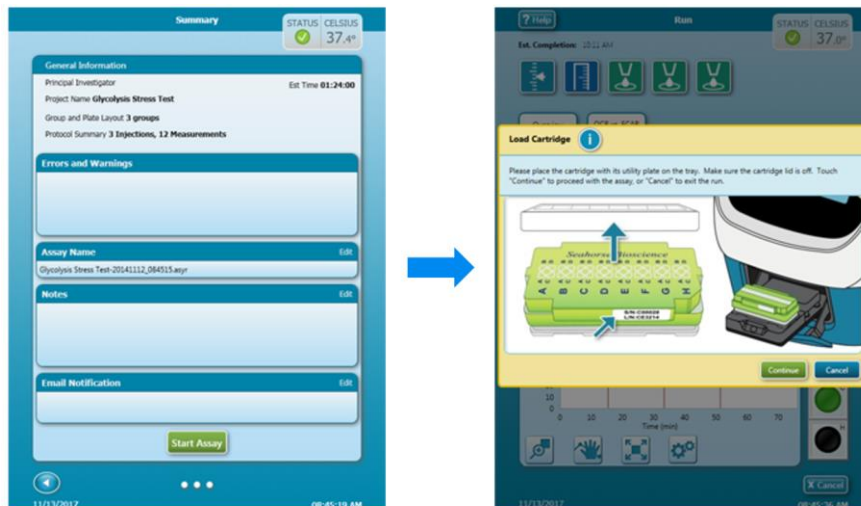 Summary
STATUS CELSIUS
37.4°
General Information
Principal Investigator
Est Time 01:24:00
Project Name Glycolysis Stress Test
Group and Plate Layout 3 groups
Protocol Summary 3 Injections, 12 Measurements
Errors and Warnings
Assay Name Edit
Glycolysis Stress Test-20141112_084515.asyr
Notes Edit
Email Notification Edit
Start Assay
11/13/2017 08:45:19 AM
? Help
Run
STATUS CELSIUS
37.0°
Est. Completion: 10:11 AM
Overview OCR vs. ECAR
Load Cartridge i
Please place the cartridge with its utility plate on the tray. Make sure the cartridge lid is off. Touch
"Continue" to proceed with the assay, or "Cancel" to exit the run.
Seahorse Bioscience
A B C D E F G H
Continue Cancel
10
0
0 10 20 30 40 50 60 70
Time (min)
X Cancel
11/13/2017 08:45:26 AM